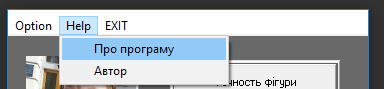 Option Help EXIT
Про програму
Автор
ність фігури